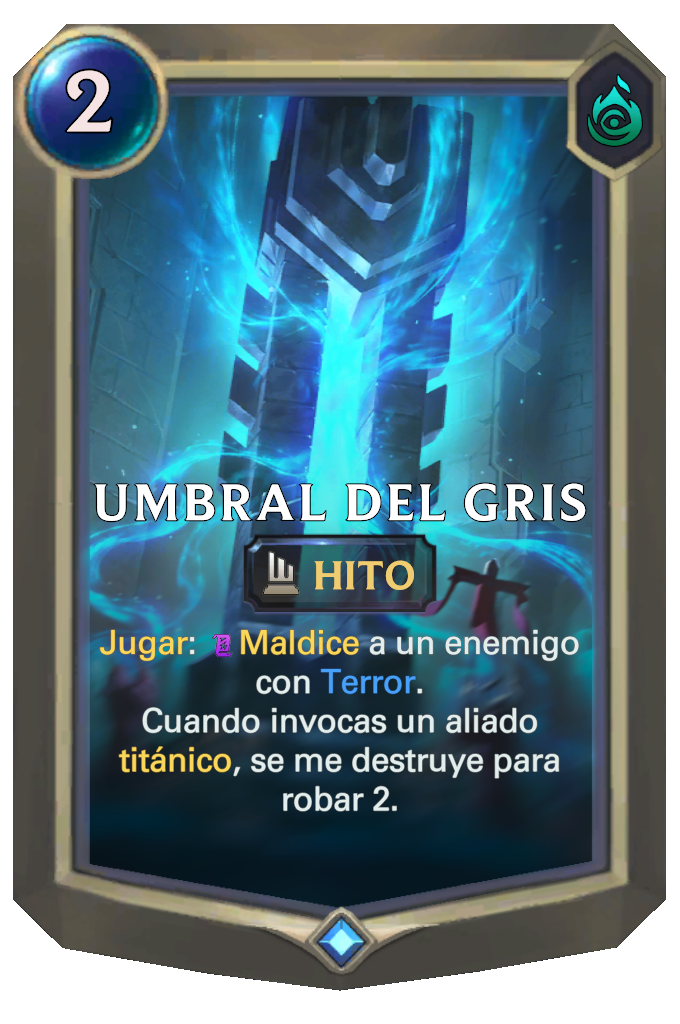 2
UMBRAL DEL GRIS
HITO
Jugar: Maldice a un enemigo
con Terror.
Cuando invocas un aliado
titánico, se me destruye para
robar 2.